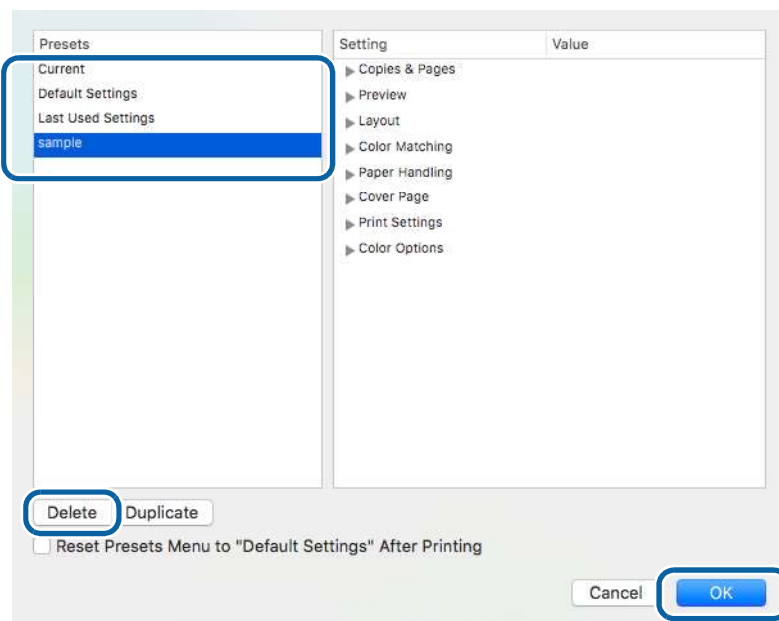 Presets
Current
Default Settings
Last Used Settings
sample
Setting Value
Copies & Pages
Preview
Layout
Color Matching
Paper Handling
Cover Page
Print Settings
Color Options
Delete Duplicate
Reset Presets Menu to "Default Settings" After Printing
Cancel OK